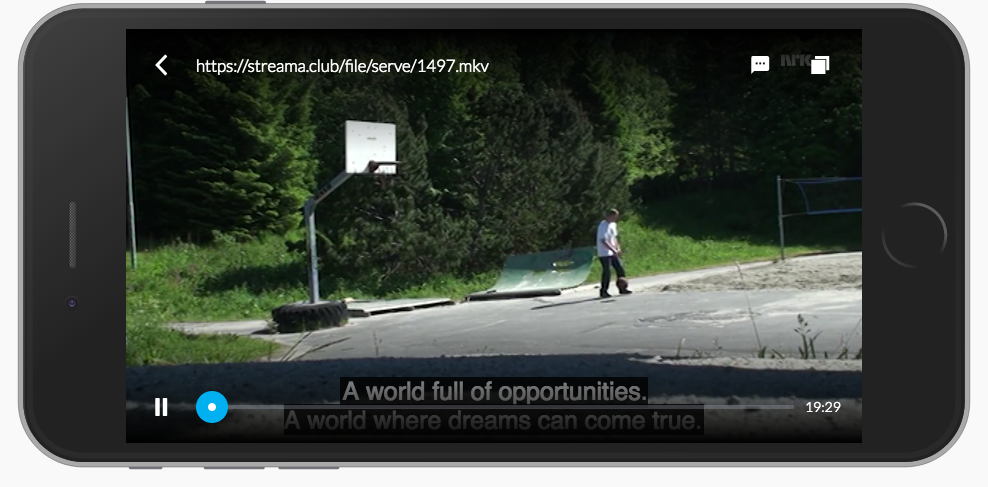 https://streama.club/file/serve/1497.mkv
nrk
A world full of opportunities.
19:29
A world where dreams can come true.